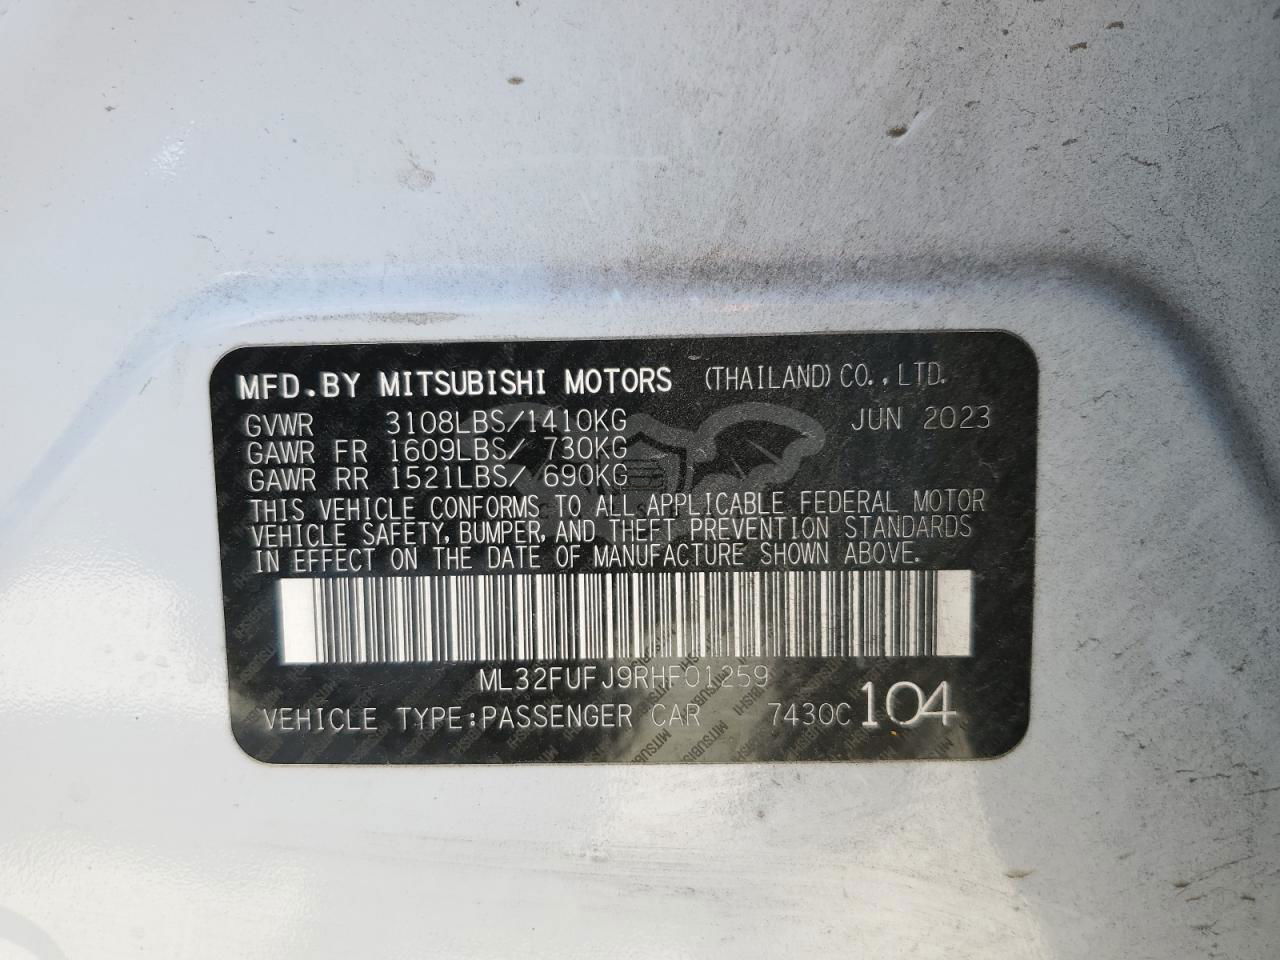 MFD.BY MITSUBISHI MOTORS (THAILAND)CO.,LTD.
GVWR 3108LBS/1410KG JUN 2023
GAWR FR 1609LBS/ 730KG
GAWR RR 1521LBS/ 690KG
THIS VEHICLE CONFORMS TO ALL APPLICABLE FEDERAL MOTOR
VEHICLE SAFETY, BUMPER, AND THEFT PREVENTION STANDARDS
IN EFFECT ON THE DATE OF MANUFACTURE SHOWN ABOVE.
ML32FUFJ9RHF01259
VEHICLE TYPE:PASSENGER CAR 7430C 104